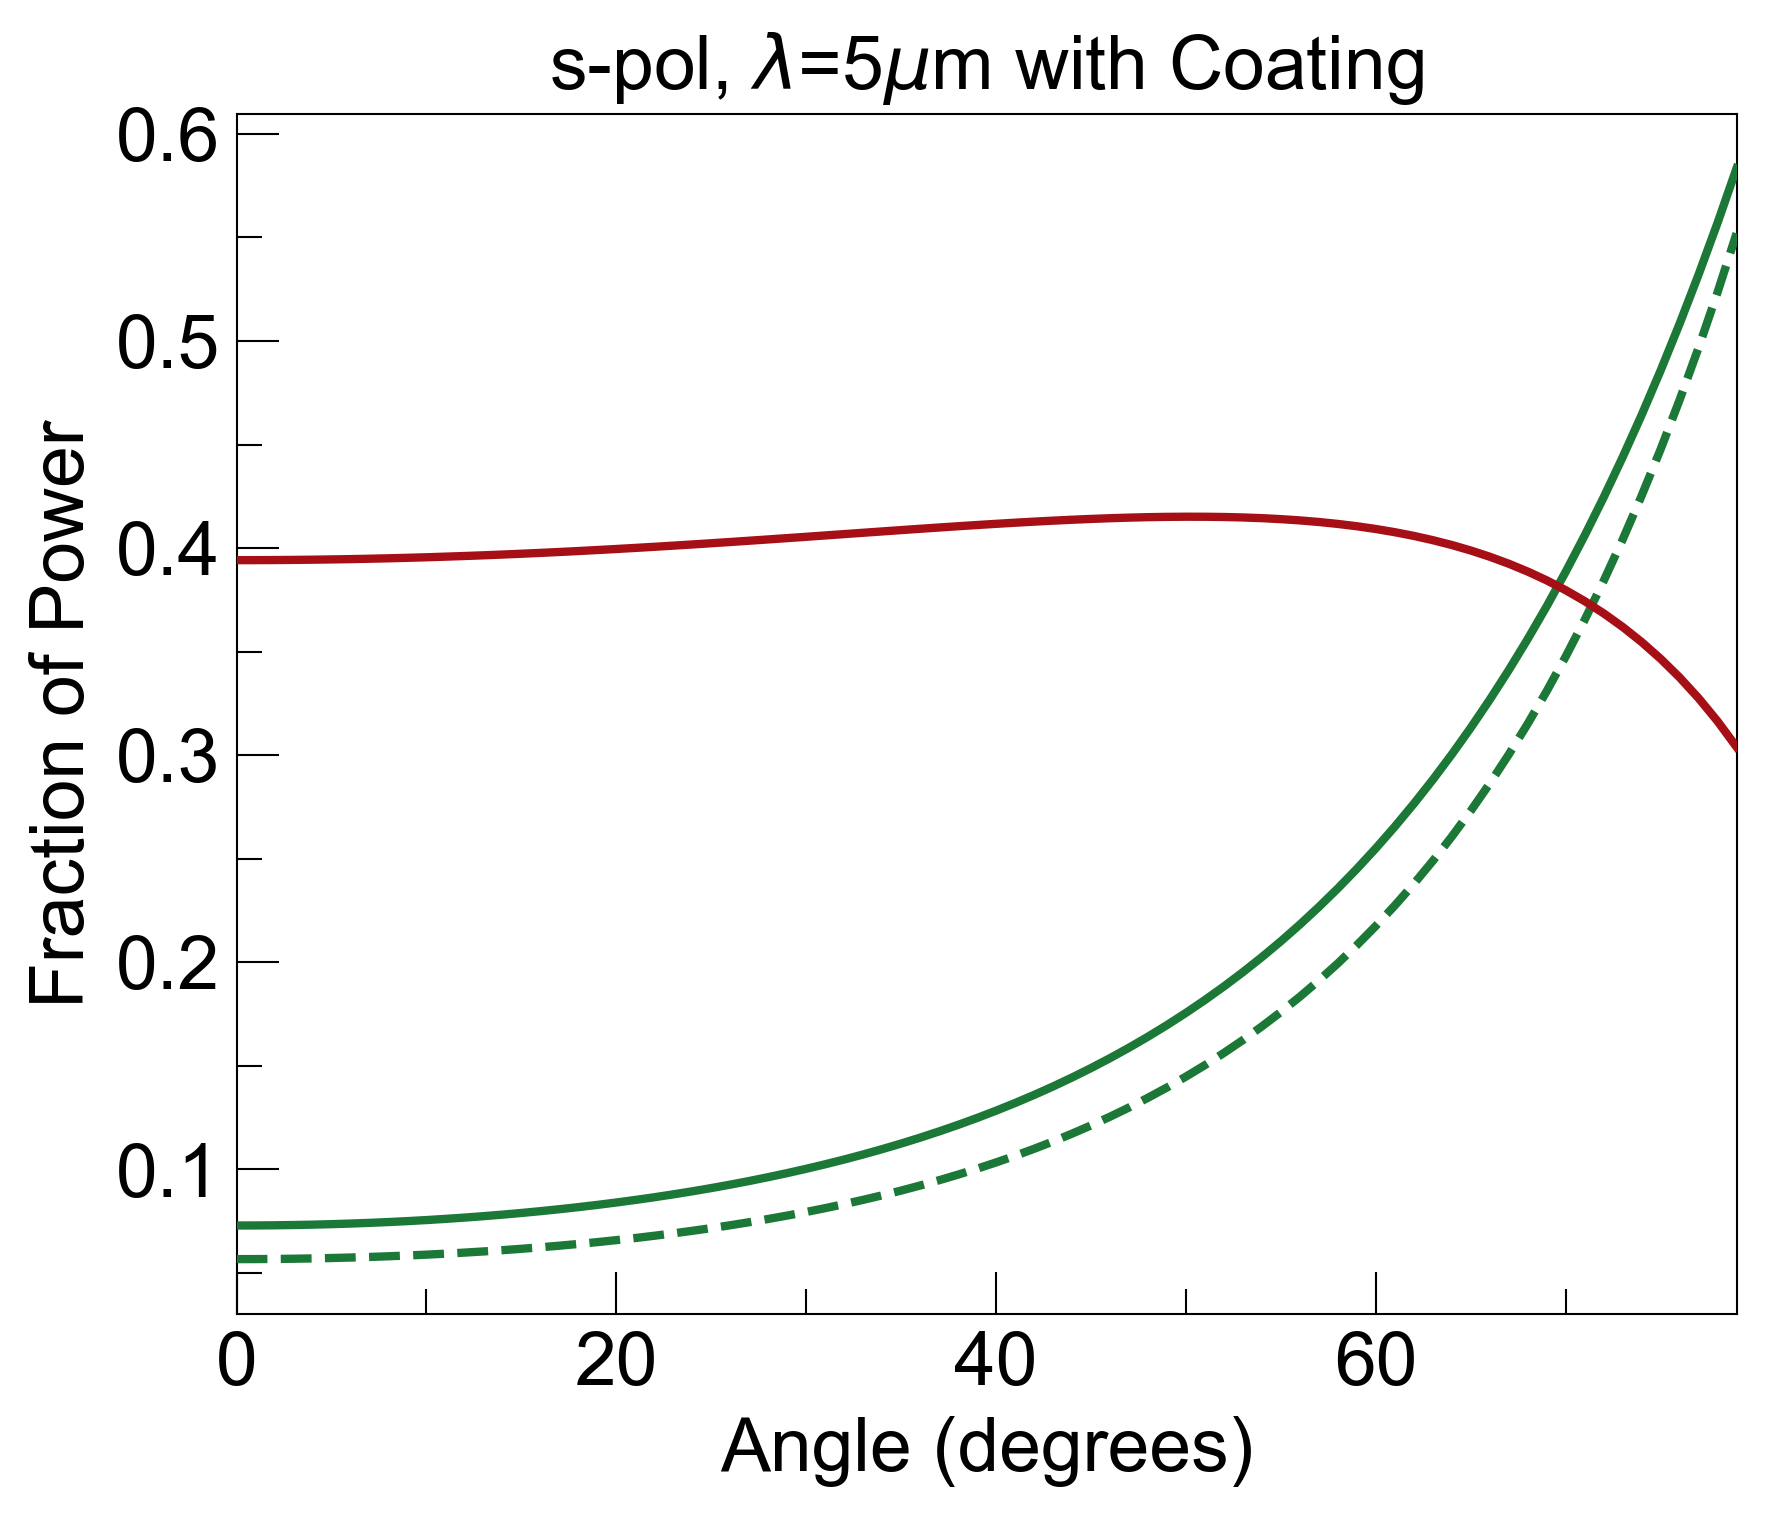 s-pol, λ=5μm with Coating
Fraction of Power
0.6
0.5
0.4
0.3
0.2
0.1
0 20 40 60
Angle (degrees)